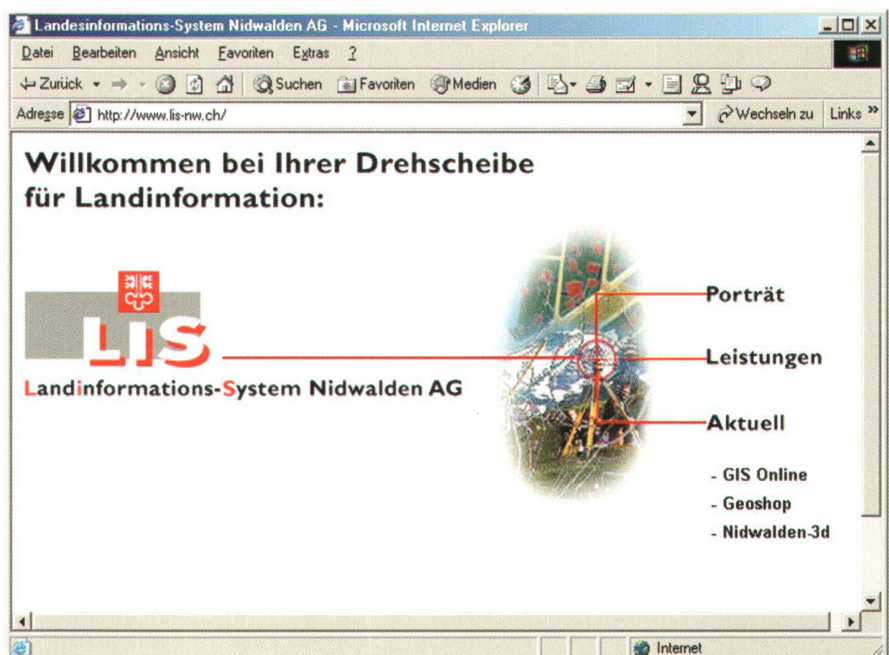 Landesinformations-System Nidwalden AG - Microsoft Internet Explorer
Datei Bearbeiten Ansicht Favoriten Extras ?
Zurück Suchen Favoriten Medien
Adresse http://www.lis-nw.ch/ Wechseln zu Links »
Willkommen bei Ihrer Drehscheibe
für Landinformation:
LIS
Landinformations-System Nidwalden AG
Porträt
Leistungen
Aktuell
- GIS Online
- Geoshop
- Nidwalden-3d
Internet